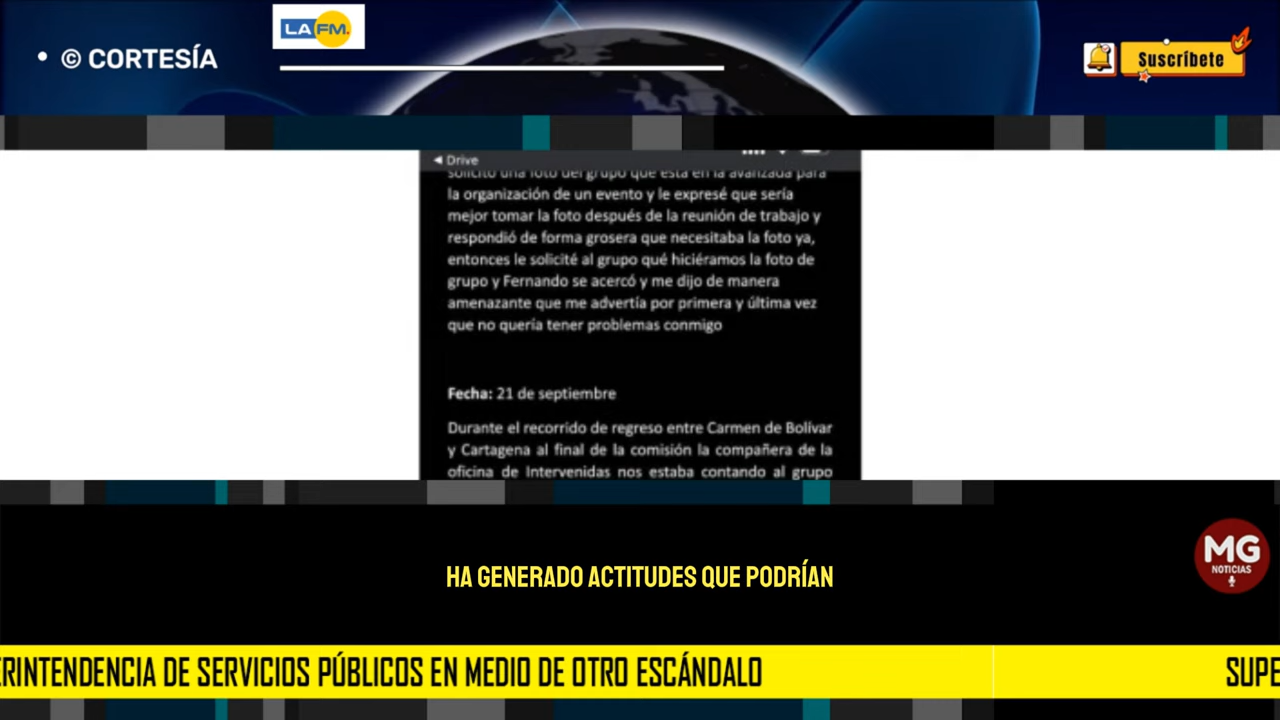 • © CORTESÍA
LA FM.
Suscríbete
◄ Drive
solicito una foto del grupo que está en la avanzada para
la organización de un evento y le expresé que sería
mejor tomar la foto después de la reunión de trabajo y
respondió de forma grosera que necesitaba la foto ya,
entonces le solicité al grupo qué hiciéramos la foto de
grupo y Fernando se acercó y me dijo de manera
amenazante que me advertía por primera y última vez
que no quería tener problemas conmigo
Fecha: 21 de septiembre
Durante el recorrido de regreso entre Carmen de Bolívar
y Cartagena al final de la comisión la compañera de la
oficina de Intervenidas nos estaba contando al grupo
HA GENERADO ACTITUDES QUE PODRÍAN
MG
NOTICIAS
ERINTENDENCIA DE SERVICIOS PÚBLICOS EN MEDIO DE OTRO ESCÁNDALO
SUPE